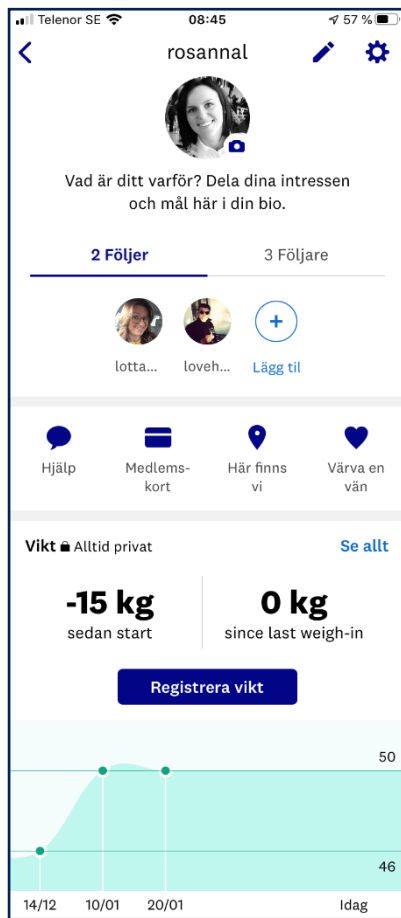 Telenor SE 08:45 57 %
rosannal
Vad är ditt varför? Dela dina intressen
och mål här i din bio.
2 Följer 3 Följare
lotta... loveh... Lägg til
Hjälp Medlems- Här finns Värva en
kort vi vän
Vikt Alltid privat Se allt
-15 kg 0 kg
sedan start since last weigh-in
Registrera vikt
50
46
14/12 10/01 20/01 Idag